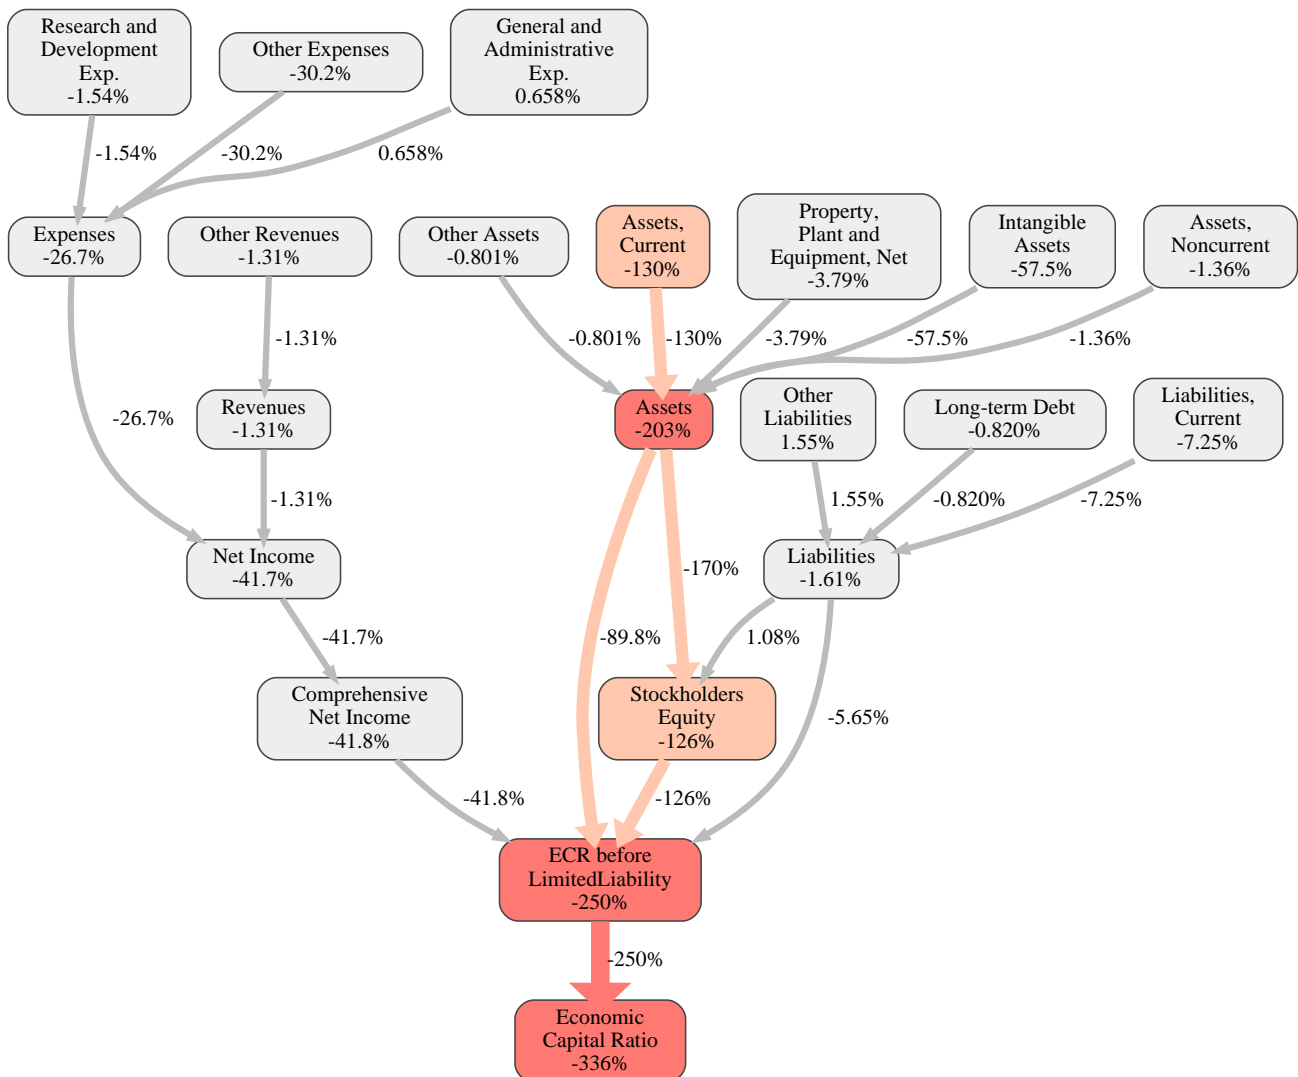 Research and
Development
Exp.
-1.54%
Other Expenses
-30.2%
General and
Administrative
Exp.
0.658%
-1.54%
-30.2%
0.658%
Expenses
-26.7%
Other Revenues
-1.31%
Other Assets
-0.801%
Assets,
Current
-130%
Property,
Plant and
Equipment, Net
-3.79%
Intangible
Assets
-57.5%
Assets,
Noncurrent
-1.36%
-1.31%
-0.801%
-130%
-3.79%
-57.5%
-1.36%
-26.7%
Revenues
-1.31%
Assets
-203%
Other
Liabilities
1.55%
Long-term Debt
-0.820%
Liabilities,
Current
-7.25%
-1.31%
1.55%
-0.820%
-7.25%
Net Income
-41.7%
-170%
Liabilities
-1.61%
-41.7%
-89.8%
1.08%
Comprehensive
Net Income
-41.8%
Stockholders
Equity
-126%
-5.65%
-41.8%
-126%
ECR before
LimitedLiability
-250%
-250%
Economic
Capital Ratio
-336%